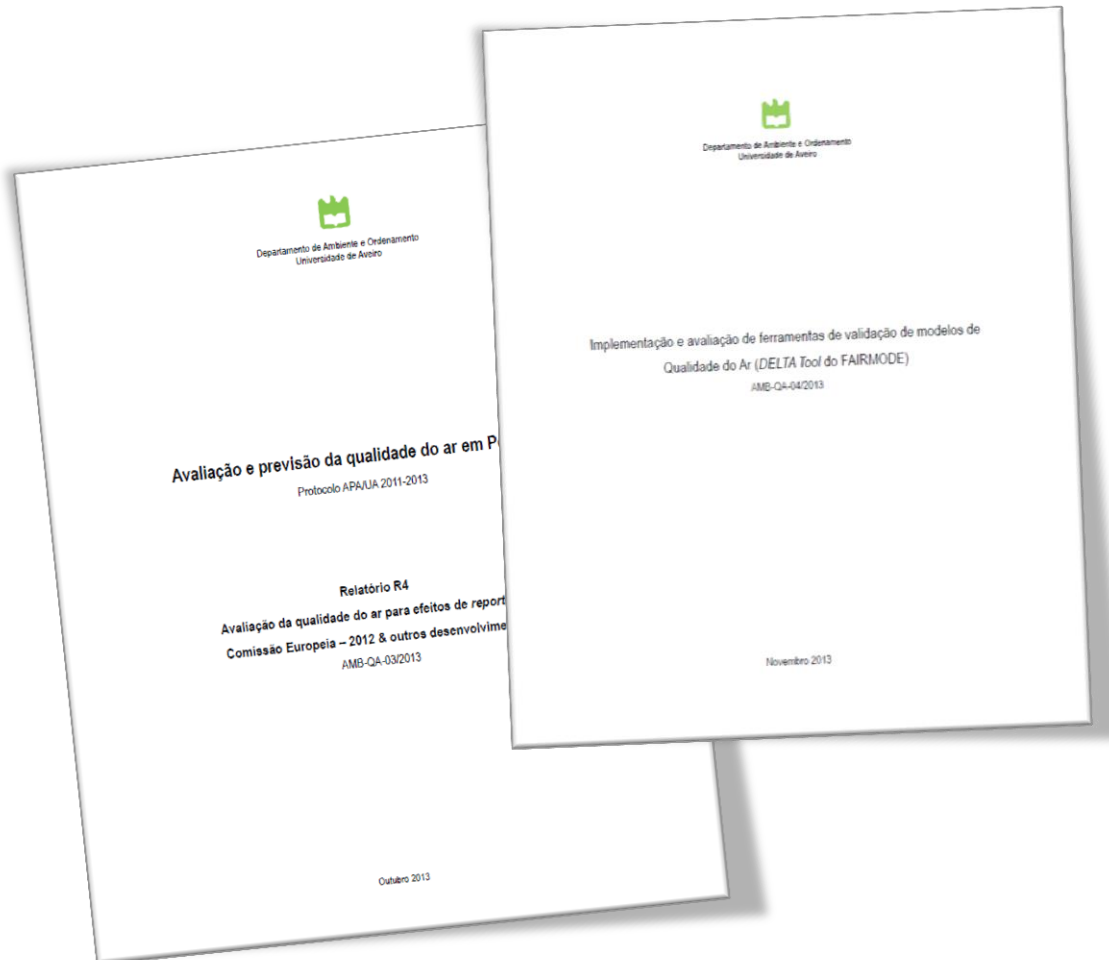 Departamento de Ambiente e Ordenamento
Universidade de Aveiro
Avaliação e previsão da qualidade do ar em P
Protocolo APA/UA 2011-2013
Relatório R4
Avaliação da qualidade do ar para efeitos de report
Comissão Europeia – 2012 & outros desenvolvime
AMB-QA-03/2013
Outubro 2013
Departamento de Ambiente e Ordenamento
Universidade de Aveiro
Implementação e avaliação de ferramentas de validação de modelos de
Qualidade do Ar (DELTA Tool do FAIRMODE)
AMB-QA-04/2013
Novembro 2013